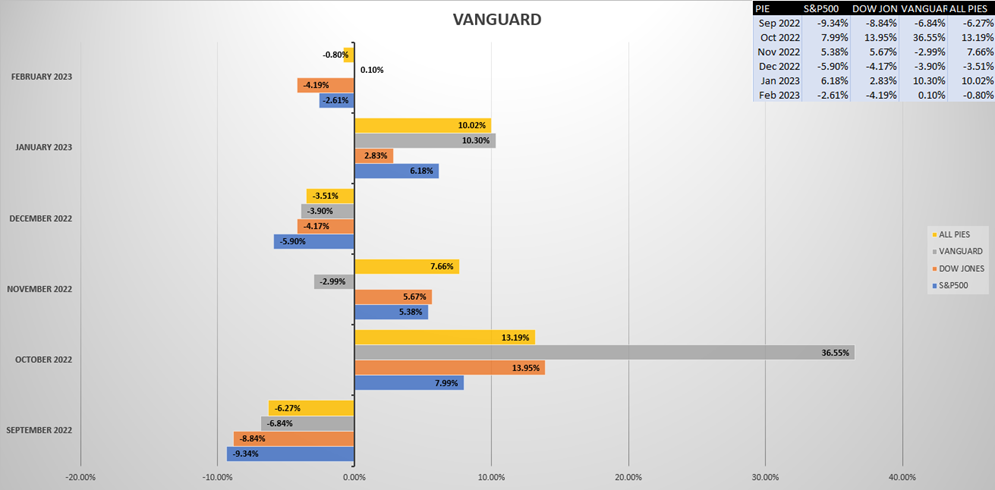 VANGUARD
PIE S&P500 DOW JON VANGUAR ALL PIES
Sep 2022 -9.34% -8.84% -6.84% -6.27%
Oct 2022 7.99% 13.95% 36.55% 13.19%
Nov 2022 5.38% 5.67% -2.99% 7.66%
Dec 2022 -5.90% -4.17% -3.90% -3.51%
Jan 2023 6.18% 2.83% 10.30% 10.02%
Feb 2023 -2.61% -4.19% 0.10% -0.80%
FEBRUARY 2023
-0.80%
0.10%
-4.19%
-2.61%
JANUARY 2023
10.02%
10.30%
2.83%
6.18%
DECEMBER 2022
-3.51%
-3.90%
-4.17%
-5.90%
NOVEMBER 2022
7.66%
-2.99%
5.67%
5.38%
OCTOBER 2022
13.19%
36.55%
13.95%
7.99%
SEPTEMBER 2022
-6.27%
-6.84%
-8.84%
-9.34%
ALL PIES
VANGUARD
DOW JONES
S&P500
-20.00% -10.00% 0.00% 10.00% 20.00% 30.00% 40.00%